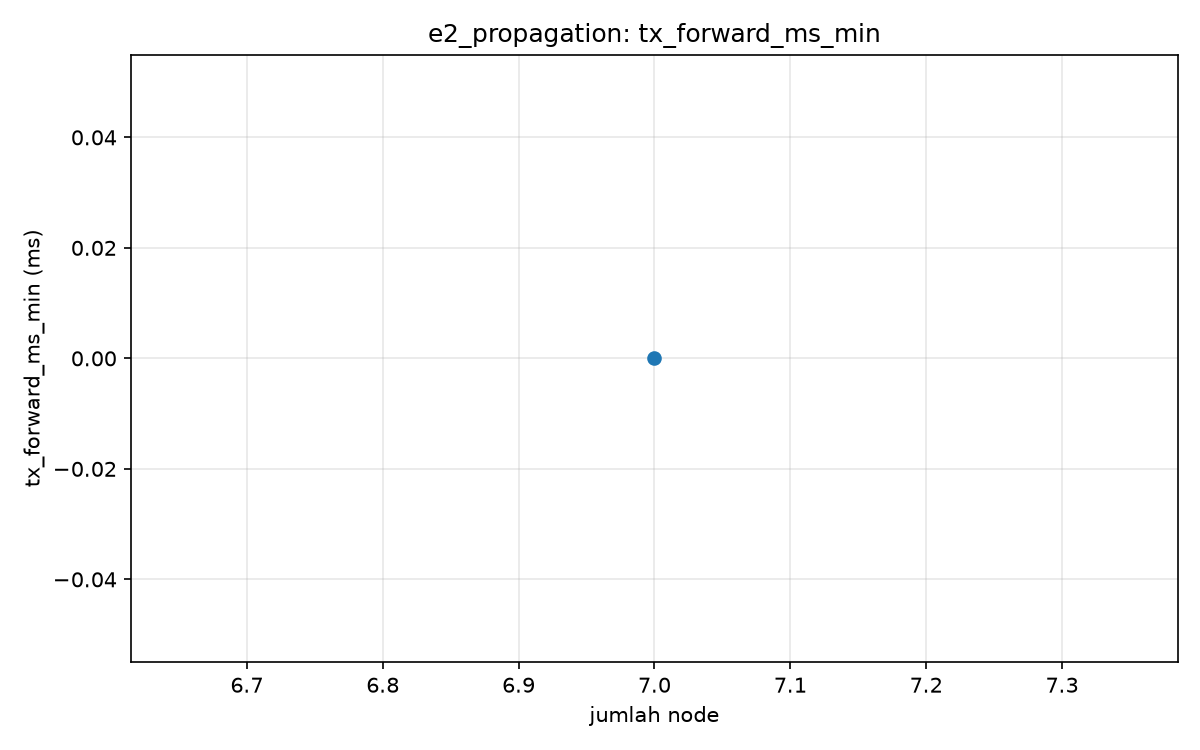 e2_propagation: tx_forward_ms_min
tx_forward_ms_min (ms)
0.04
0.02
0.00
−0.02
−0.04
6.7 6.8 6.9 7.0 7.1 7.2 7.3
jumlah node